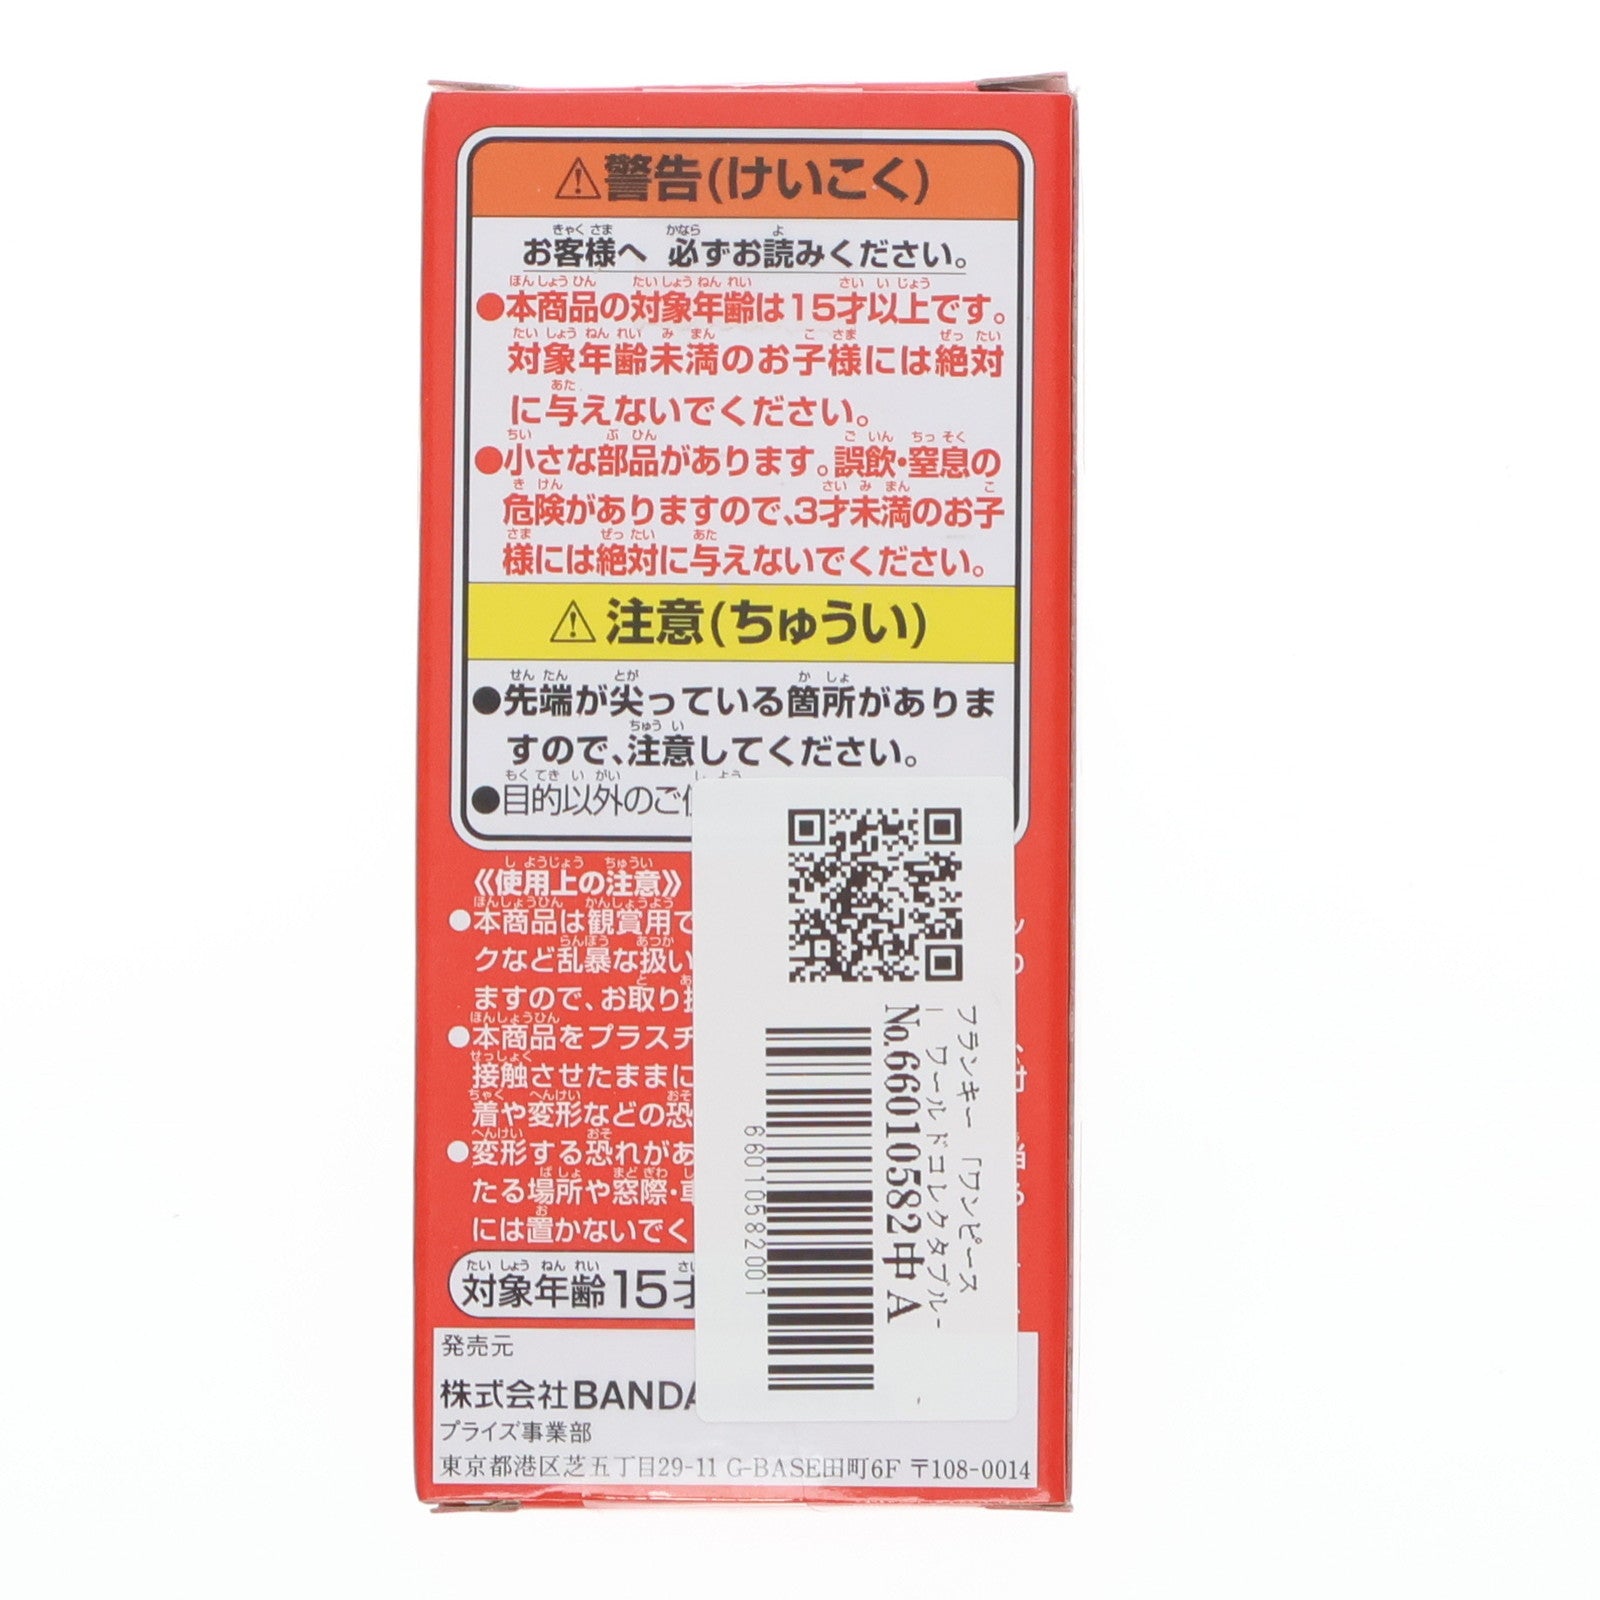 ⚠警告(けいこく)
お客様へ 必ずお読みください。
●本商品の対象年齢は15才以上です。
対象年齢未満のお子様には絶対
に与えないでください。
●小さな部品があります。誤飲・窒息の
危険がありますので、3才未満のお子
様には絶対に与えないでください。
⚠注意(ちゅうい)
●先端が尖っている箇所がありま
すので、注意してください。
●目的以外のご使
《使用上の注意》
●本商品は観賞用で
クなど乱暴な扱い
ますので、お取り扱
●本商品をプラスチ
接触させたままに
着や変形などの恐
●変形する恐れがあ
たる場所や窓際・車
には置かないでく
対象年齢15才
発売元
株式会社BANDA
プライズ事業部
東京都港区芝五丁目29-11 G-BASE田町6F 〒108-0014
フランキー 「ワンピース
ワールドコレクタブル-
No.66010582中 A
66010582001